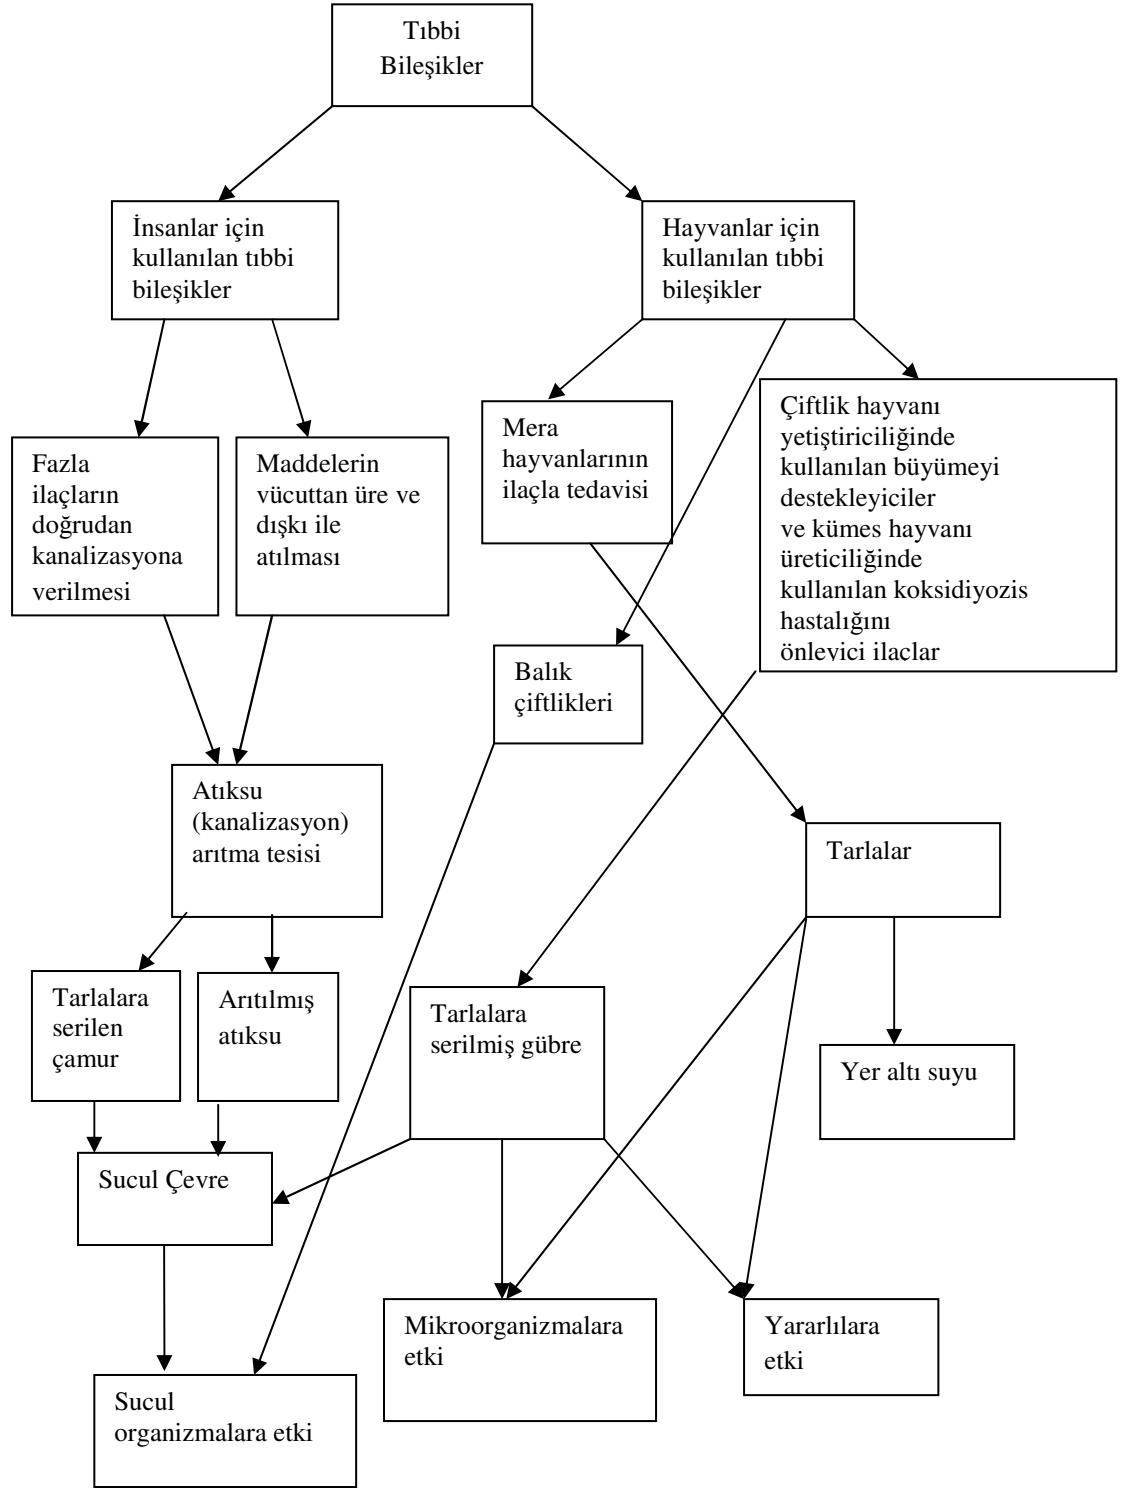 Tıbbi
Bileşikler
İnsanlar için
kullanılan tıbbi
bileşikler
Hayvanlar için
kullanılan tıbbi
bileşikler
Fazla
ilaçların
doğrudan
kanalizasyona
verilmesi
Maddelerin
vücuttan üre ve
dışkı ile
atılması
Mera
hayvanlarının
ilaçla tedavisi
Çiftlik hayvanı
yetiştiriciliğinde
kullanılan büyümeyi
destekleyiciler
ve kümes hayvanı
üreticiliğinde
kullanılan koksidiyozis
hastalığını
önleyici ilaçlar
Balık
çiftlikleri
Atıksu
(kanalizasyon)
arıtma tesisi
Tarlalar
Tarlalara
serilen
çamur
Arıtılmış
atıksu
Tarlalara
serilmiş gübre
Yer altı suyu
Sucul Çevre
Mikroorganizmalara
etki
Yararlılara
etki
Sucul
organizmalara etki